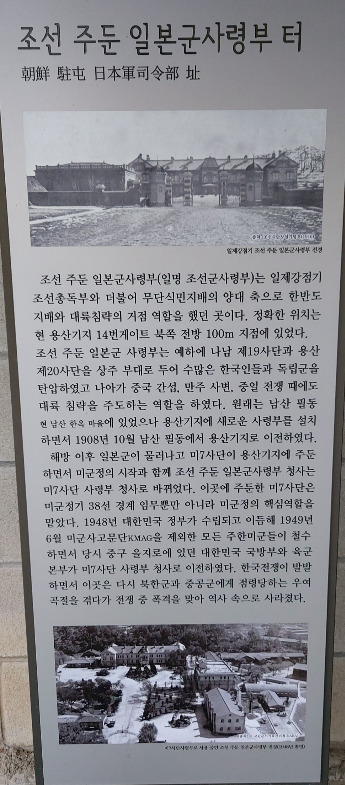 조선 주둔 일본군사령부 터
朝鮮 駐屯 日本軍司令部 址
일제강점기 조선 주둔 일본군사령부 전경
조선 주둔 일본군사령부(일명 조선군사령부)는 일제강점기
조선총독부와 더불어 무단식민지배의 양대 축으로 한반도
지배와 대륙침략의 거점 역할을 했던 곳이다. 정확한 위치는
현 용산기지 14번게이트 북쪽 전방 100m 지점에 있었다.
조선 주둔 일본군 사령부는 예하에 나남 제19사단과 용산
제20사단을 상주 부대로 두어 수많은 한국인들과 독립군을
탄압하였고 나아가 중국 간섭, 만주 사변, 중일 전쟁 때에도
대륙 침략을 주도하는 역할을 하였다. 원래는 남산 필동
현 남산 한옥 마을에 있었으나 용산기지에 새로운 사령부를 설치
하면서 1908년 10월 남산 필동에서 용산기지로 이전하였다.
해방 이후 일본군이 물러나고 미7사단이 용산기지에 주둔
하면서 미군정의 시작과 함께 조선 주둔 일본군사령부 청사는
미7사단 사령부 청사로 바뀌었다. 이곳에 주둔한 미7사단은
미군정기 38선 경계 임무뿐만 아니라 미군정의 핵심역할을
맡았다. 1948년 대한민국 정부가 수립되고 이듬해 1949년
6월 미군사고문단KMAG을 제외한 모든 주한미군들이 철수
하면서 당시 중구 을지로에 있던 대한민국 국방부와 육군
본부가 미7사단 사령부 청사로 이전하였다. 한국전쟁이 발발
하면서 이곳은 다시 북한군과 중공군에게 점령당하는 우여
곡절을 겪다가 전쟁 중 폭격을 맞아 역사 속으로 사라졌다.